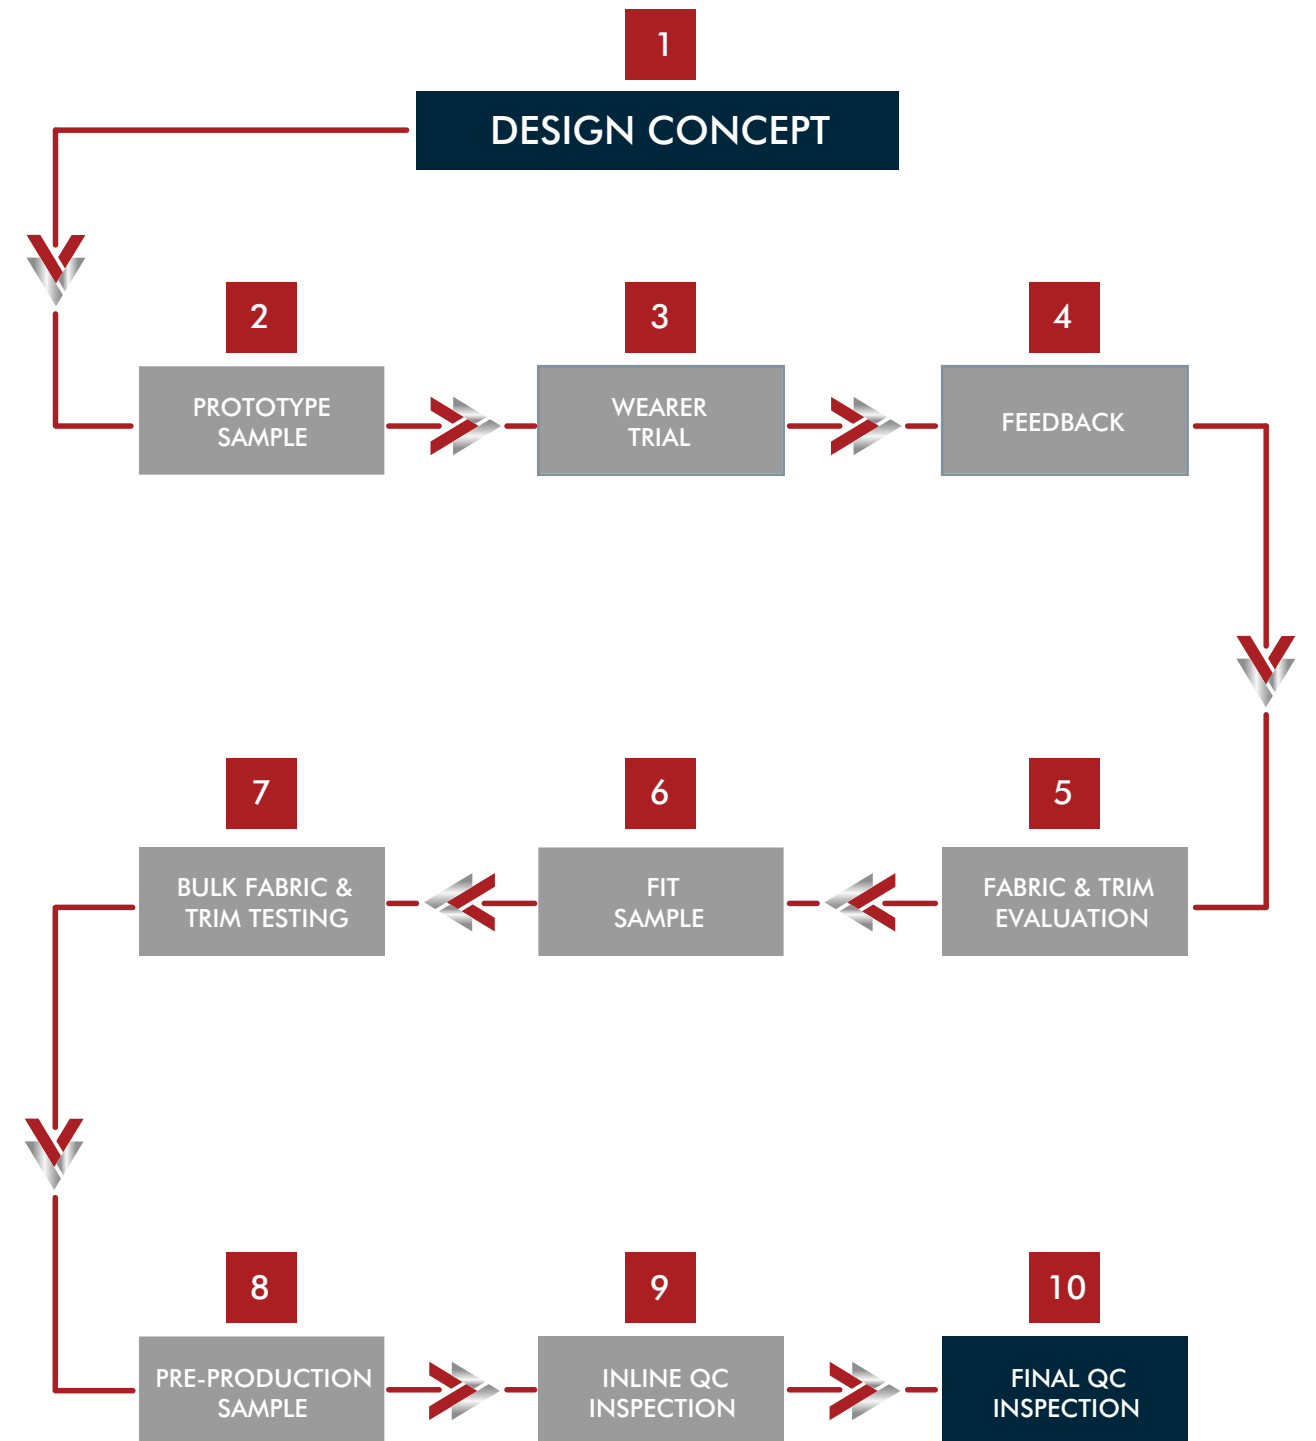 1
DESIGN CONCEPT
2
PROTOTYPE
SAMPLE
3
WEARER
TRIAL
4
FEEDBACK
5
FABRIC & TRIM
EVALUATION
6
FIT
SAMPLE
7
BULK FABRIC &
TRIM TESTING
8
PRE-PRODUCTION
SAMPLE
9
INLINE QC
INSPECTION
10
FINAL QC
INSPECTION